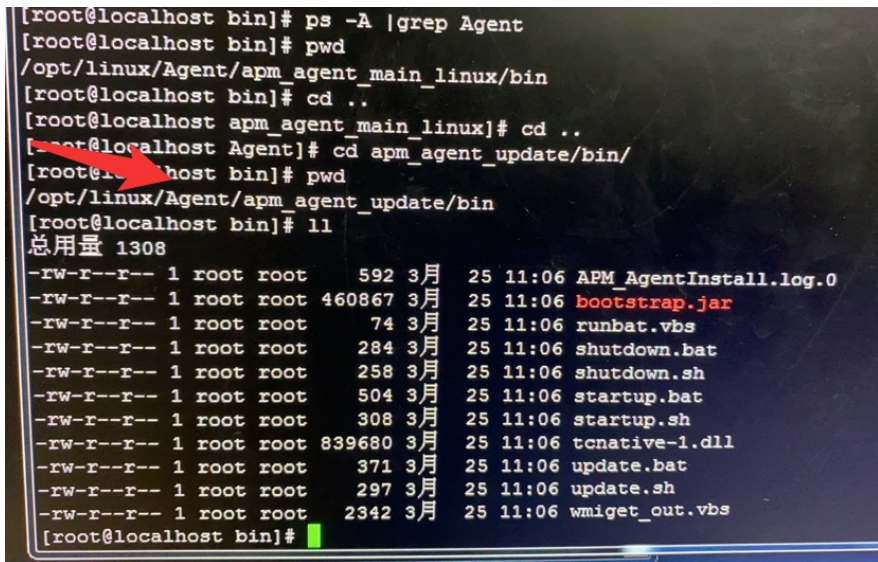 [root@localhost bin]# ps -A |grep Agent
[root@localhost bin]# pwd
/opt/linux/Agent/apm_agent_main_linux/bin
[root@localhost bin]# cd ..
[root@localhost apm_agent_main_linux]# cd ..
[root@localhost Agent]# cd apm_agent_update/bin/
[root@localhost bin]# pwd
/opt/linux/Agent/apm_agent_update/bin
[root@localhost bin]# ll
总用量 1308
-rw-r--r-- 1 root root 592 3月 25 11:06 APM_AgentInstall.log.0
-rw-r--r-- 1 root root 460867 3月 25 11:06 bootstrap.jar
-rw-r--r-- 1 root root 74 3月 25 11:06 runbat.vbs
-rw-r--r-- 1 root root 284 3月 25 11:06 shutdown.bat
-rw-r--r-- 1 root root 258 3月 25 11:06 shutdown.sh
-rw-r--r-- 1 root root 504 3月 25 11:06 startup.bat
-rw-r--r-- 1 root root 308 3月 25 11:06 startup.sh
-rw-r--r-- 1 root root 839680 3月 25 11:06 tcnative-1.dll
-rw-r--r-- 1 root root 371 3月 25 11:06 update.bat
-rw-r--r-- 1 root root 297 3月 25 11:06 update.sh
-rw-r--r-- 1 root root 2342 3月 25 11:06 wmiget_out.vbs
[root@localhost bin]#